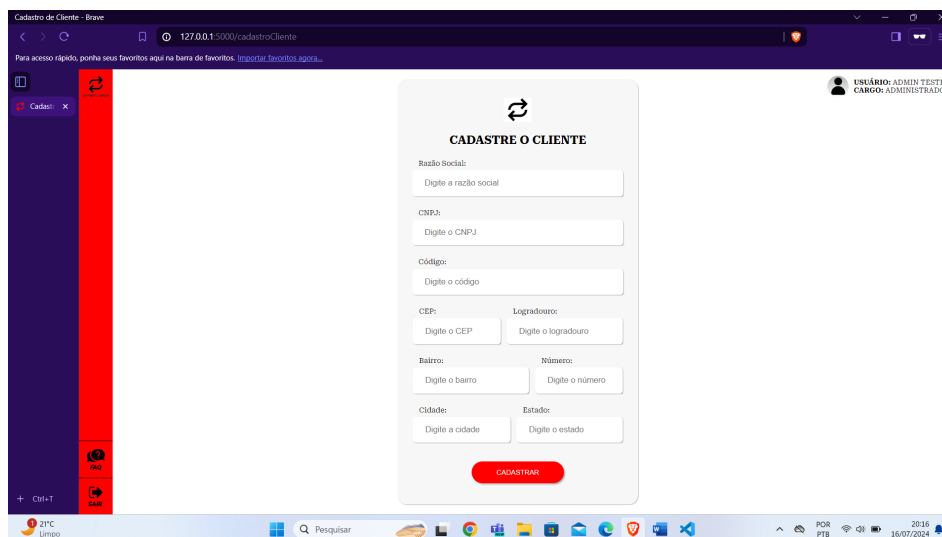 Cadastro de Cliente - Brave
127.0.0.1:5000/cadastroCliente
Para acesso rápido, ponha seus favoritos aqui na barra de favoritos. Importar favoritos agora...
Cadast
USUÁRIO: ADMIN TEST
CARGO: ADMINISTRADO
CADASTRE O CLIENTE
Razão Social:
Digite a razão social
CNPJ:
Digite o CNPJ
Código:
Digite o código
CEP: Logradouro:
Digite o CEP Digite o logradouro
Bairro: Número:
Digite o bairro Digite o número
Cidade: Estado:
Digite a cidade Digite o estado
CADASTRAR
FAQ
SAIR
+ Ctrl+T
1 21°C
Limpo
Pesquisar
POR
PTB
20:16
16/07/2024